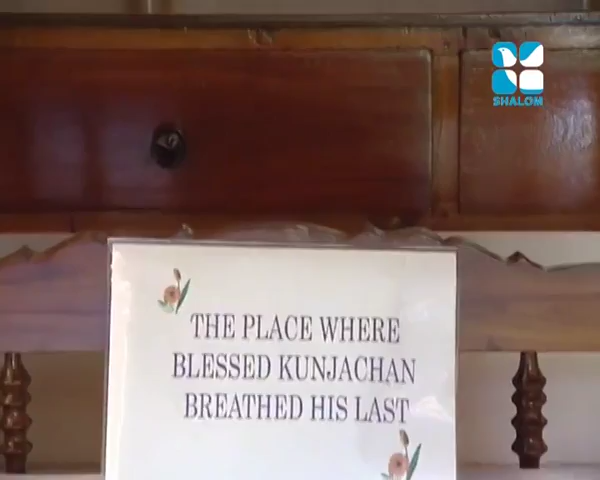 SHALOM
THE PLACE WHERE
BLESSED KUNJACHAN
BREATHED HIS LAST